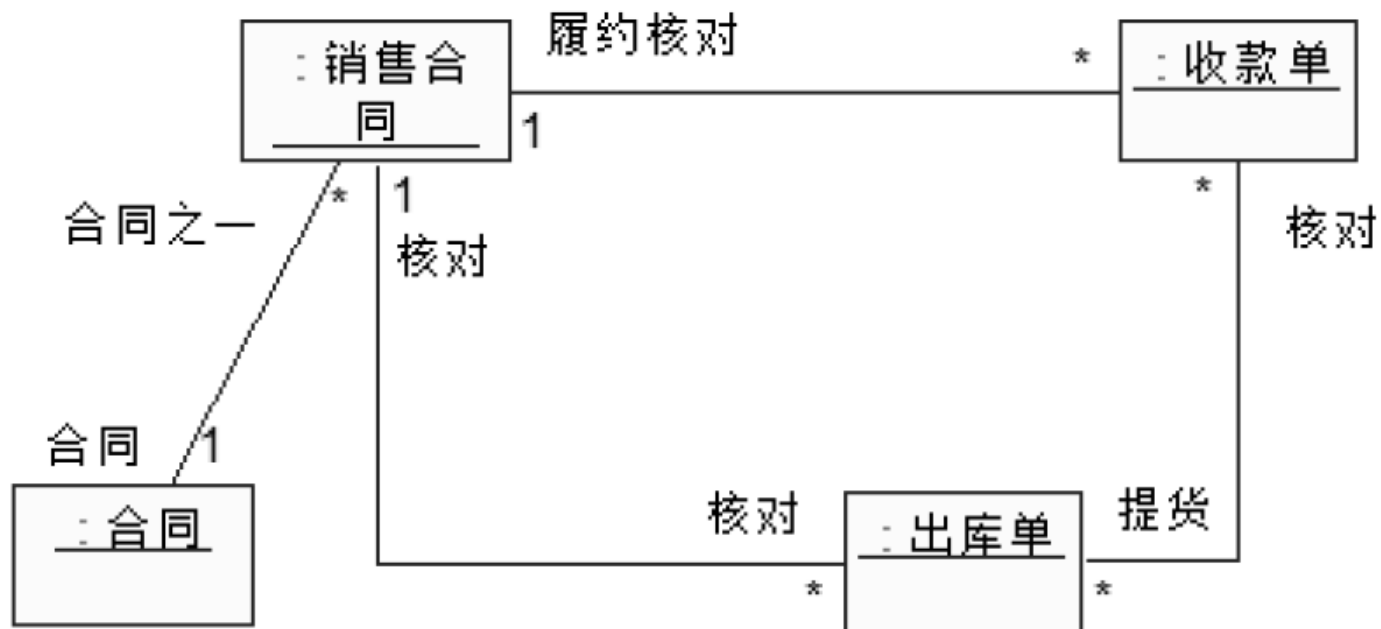 履约核对
: 销售合
同
*
: 收款单
1
*
1
*
合同之一
核对
核对
合同
1
核对
提货
: 合同
: 出库单
*
*